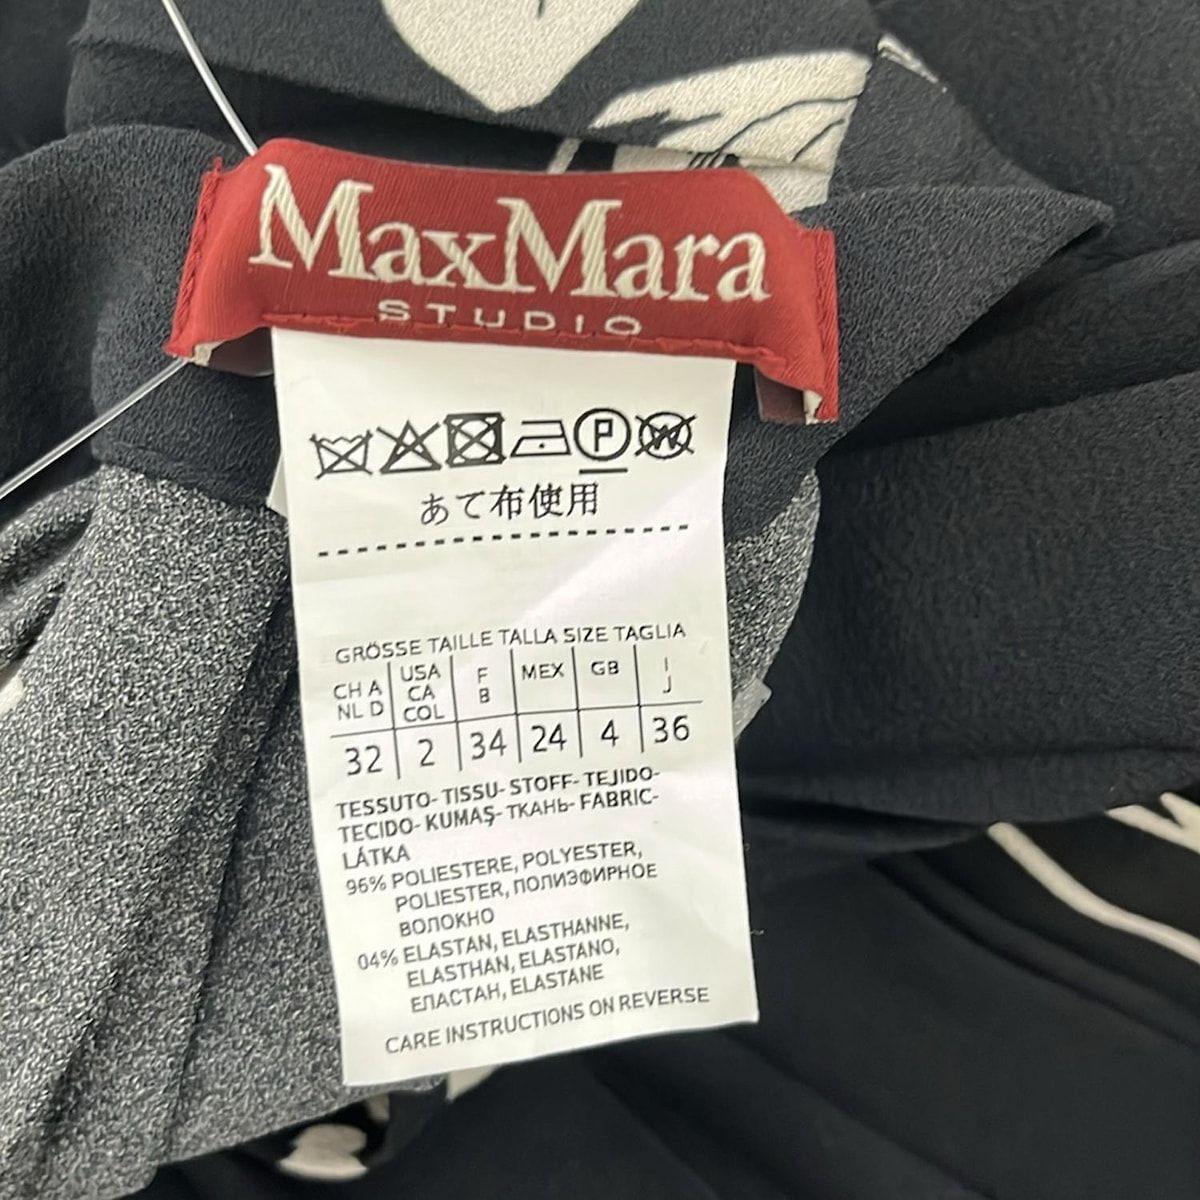 MaxMara
STUDIO
P W
あて布使用
GRÖSSE TAILLE TALLA SIZE TAGLIA
CH A NL D USA CA COL F B MEX GB I J
32 2 34 24 4 36
TESSUTO- TISSU- STOFF- TEJIDO-
TECIDO- KUMAŞ- ТКАНЬ- FABRIC-
LÁTKA
96% POLIESTERE, POLYESTER,
POLIESTER, ПОЛИЭФИРНОЕ
ВОЛОКНО
04% ELASTAN, ELASTHANNE,
ELASTHAN, ELASTANO,
ЕЛАСТАН, ELASTANE
CARE INSTRUCTIONS ON REVERSE